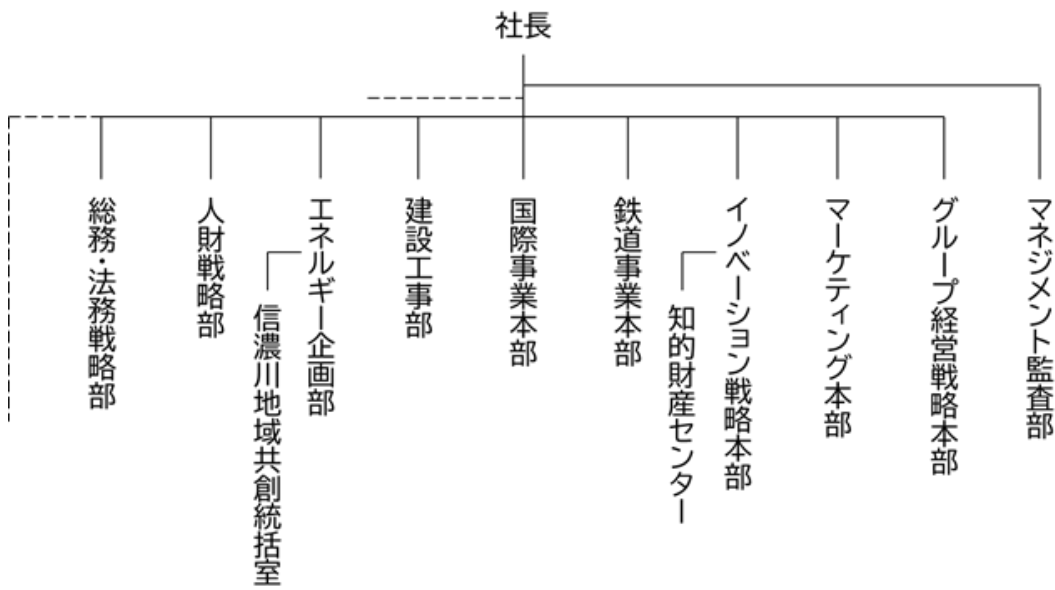 社長
マネジメント監査部
グループ経営戦略本部
マーケティング本部
イノベーション戦略本部
知的財産センター
鉄道事業本部
国際事業本部
建設工事部
エネルギー企画部
信濃川地域共創統括室
人財戦略部
総務・法務戦略部